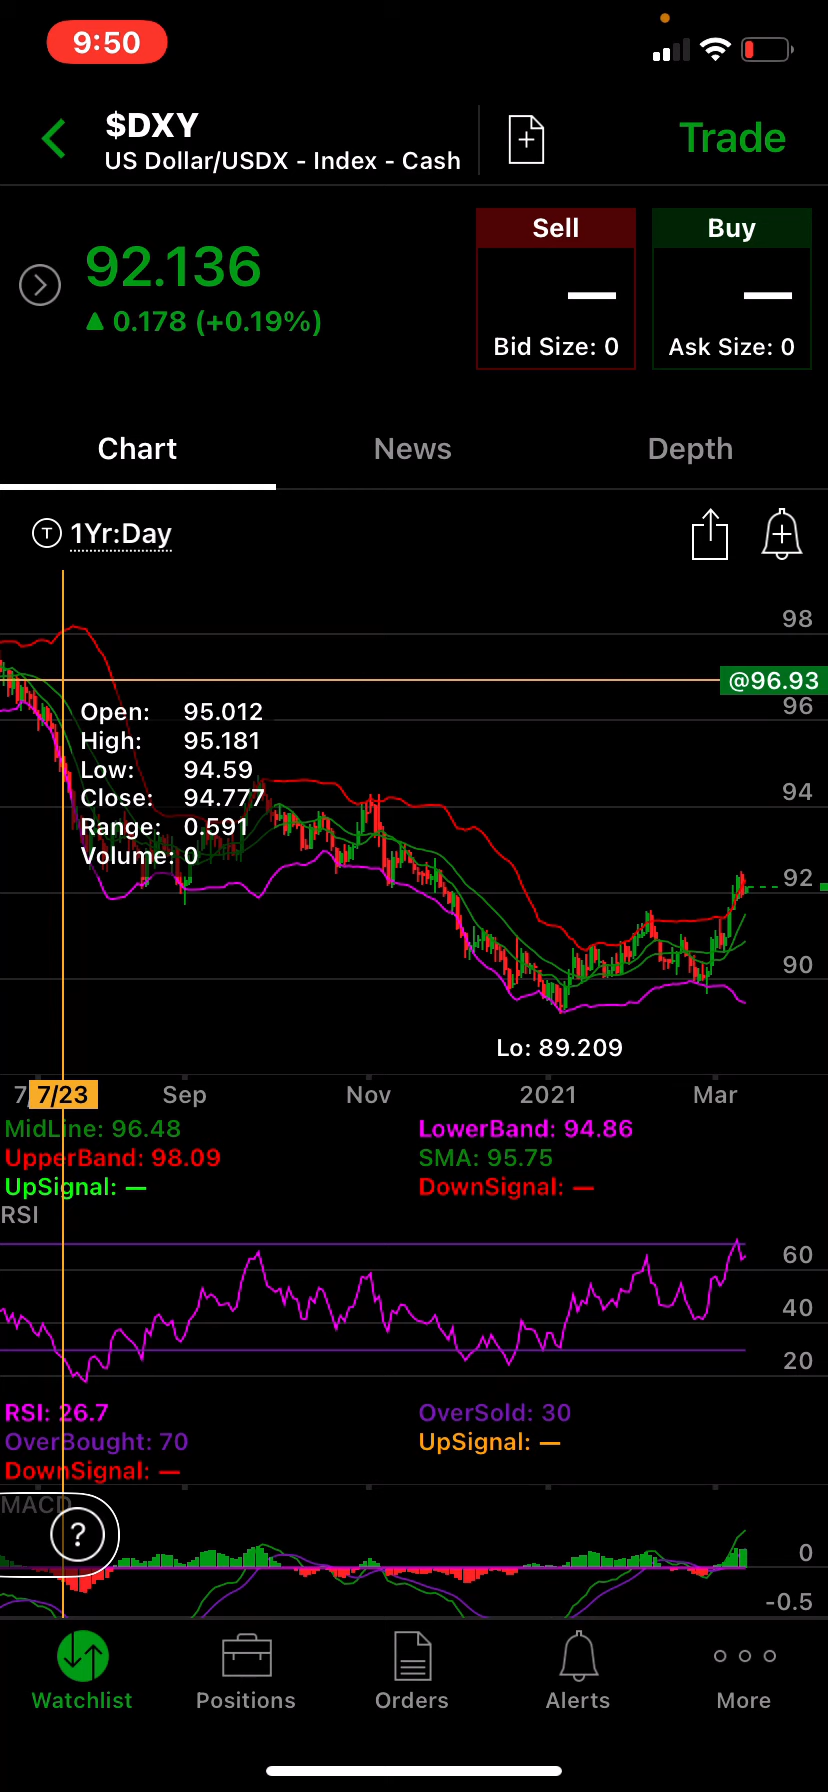 9:50
$DXY
US Dollar/USDX - Index - Cash
Trade
92.136
▲ 0.178 (+0.19%)
Sell
Bid Size: 0
Buy
Ask Size: 0
Chart
News
Depth
T 1Yr:Day
98
@96.93
96
94
92
90
Open: 95.012
High: 95.181
Low: 94.59
Close: 94.777
Range: 0.591
Volume: 0
Lo: 89.209
7/ 7/23 Sep Nov 2021 Mar
MidLine: 96.48 LowerBand: 94.86
UpperBand: 98.09 SMA: 95.75
UpSignal: — DownSignal: —
RSI
60
40
20
RSI: 26.7 OverSold: 30
OverBought: 70 UpSignal: —
DownSignal: —
MACD
?
0
-0.5
Watchlist Positions Orders Alerts More